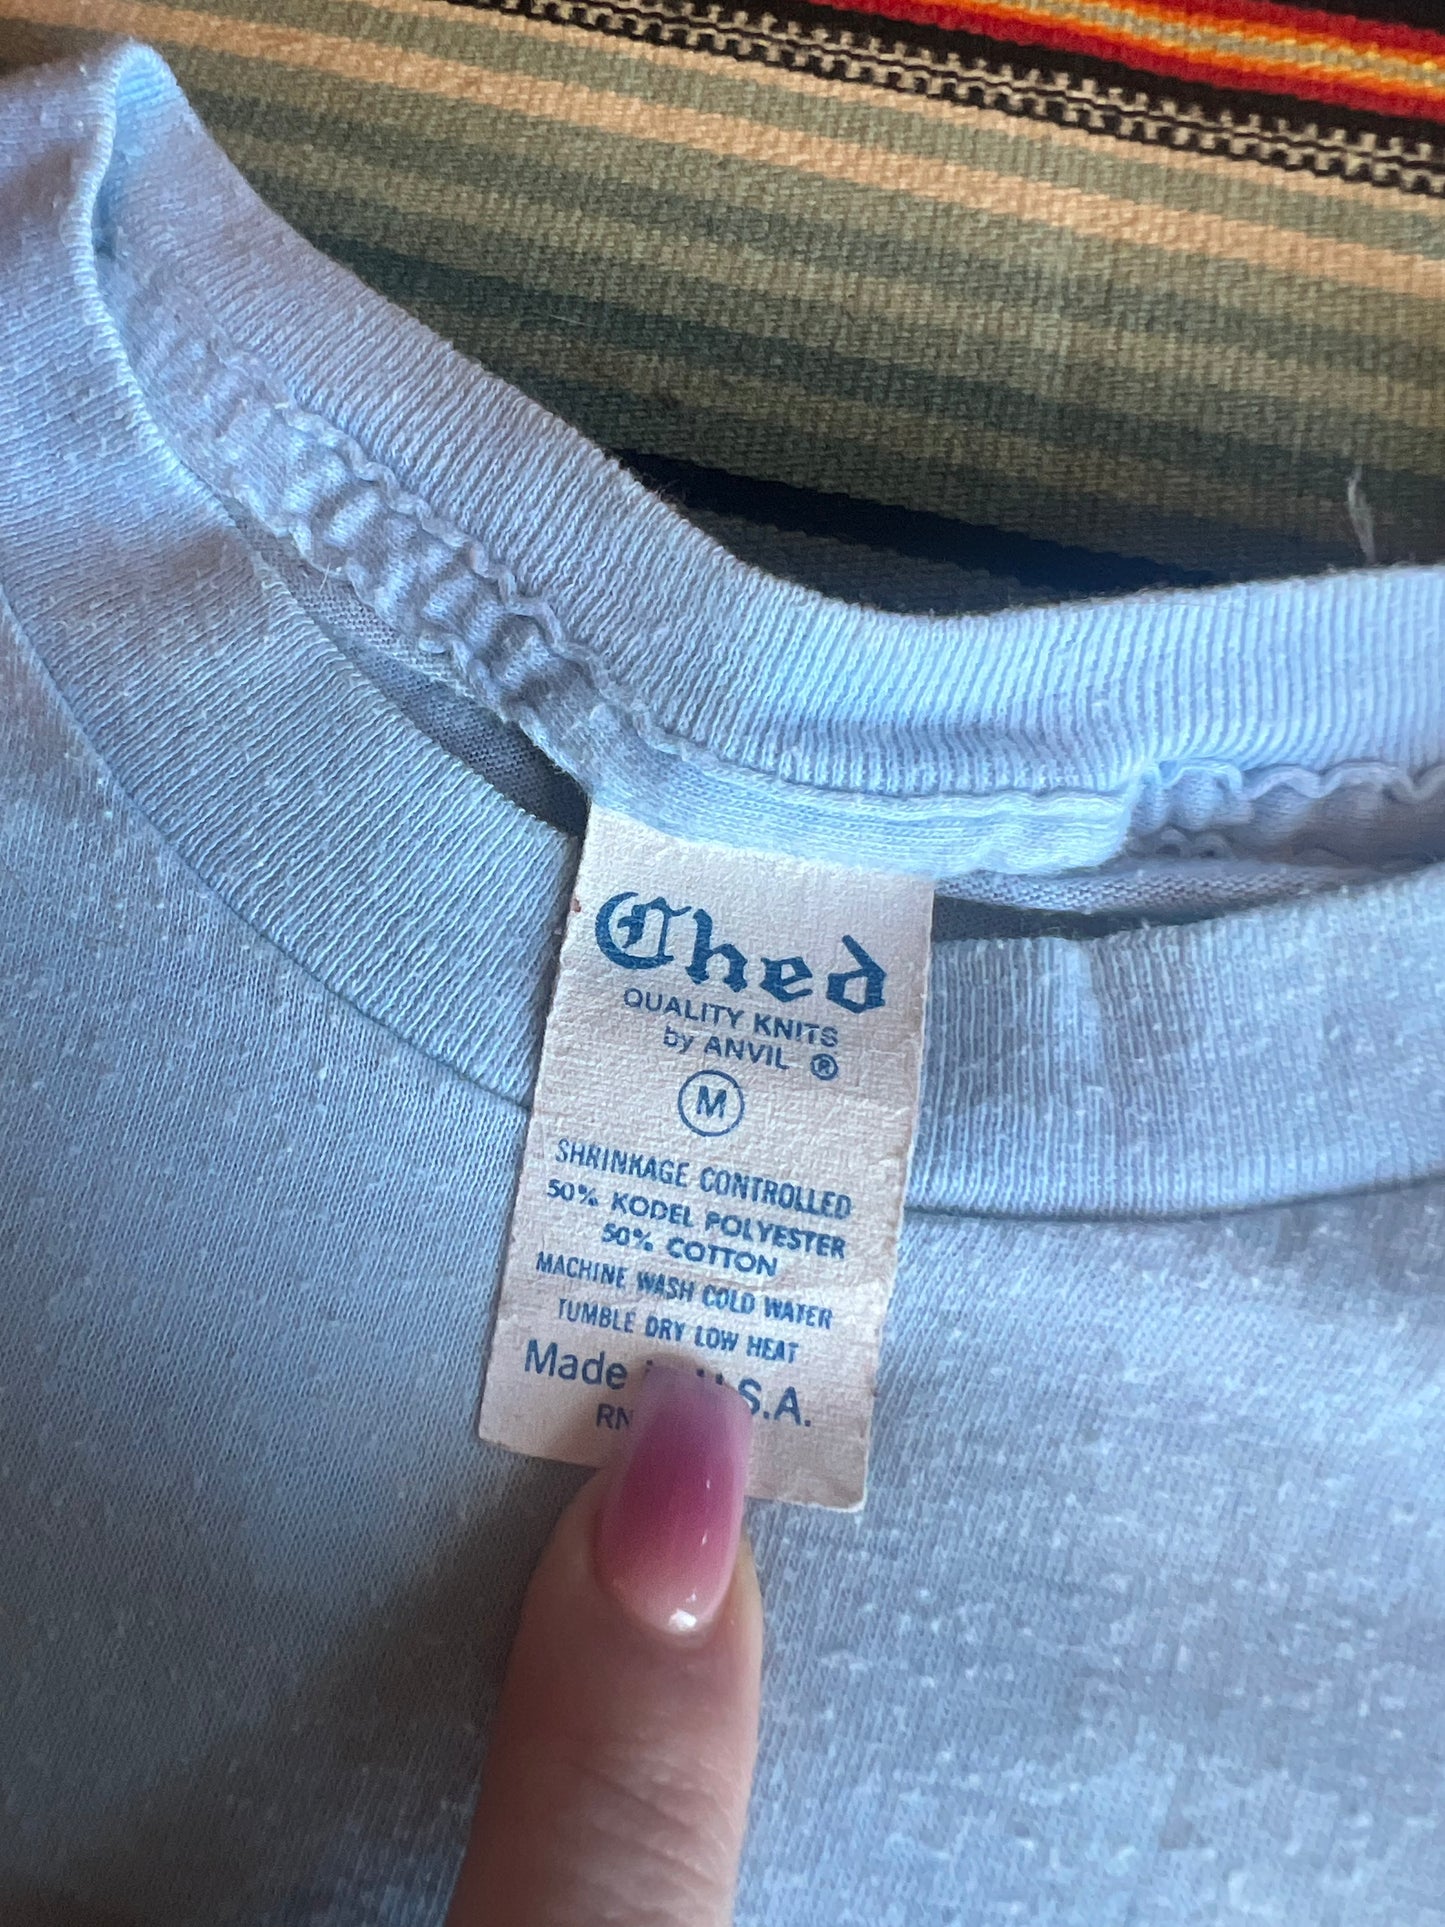 Ched
QUALITY KNITS
by ANVIL ®
M
SHRINKAGE CONTROLLED
50% KODEL POLYESTER
50% COTTON
MACHINE WASH COLD WATER
TUMBLE DRY LOW HEAT
Made in U.S.A.
RN